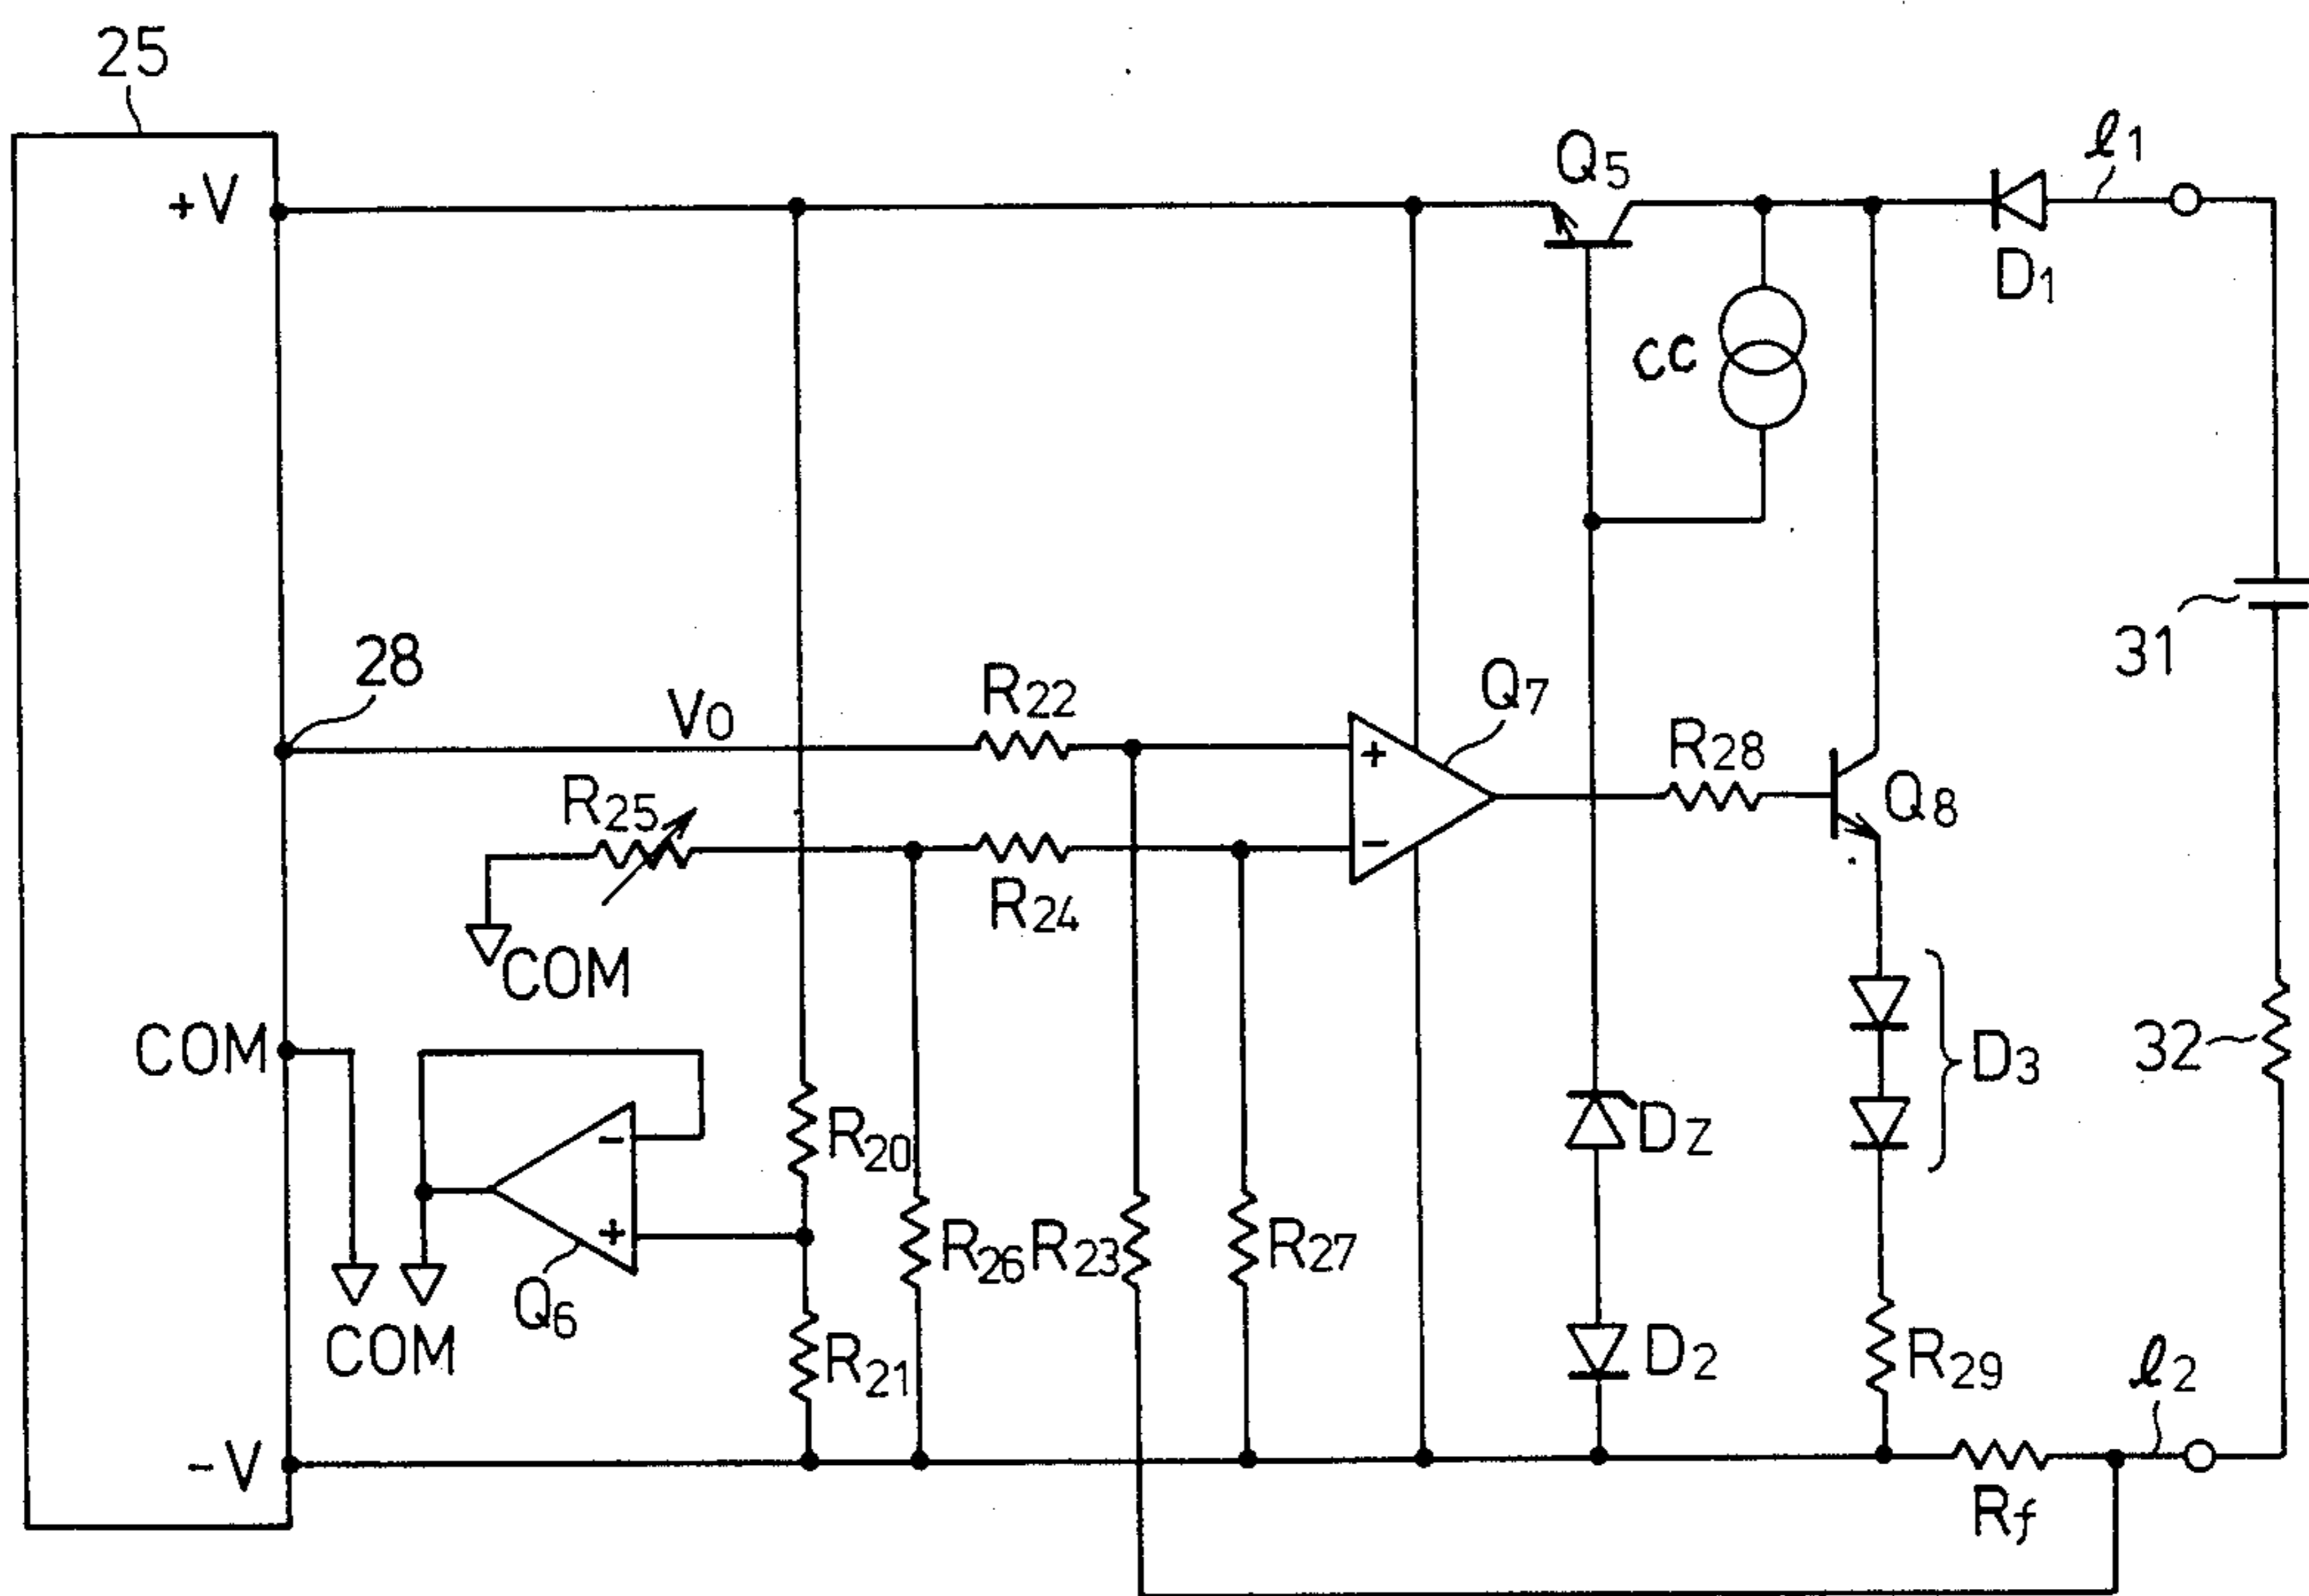 25
+V
Q5
ℓ1
D1
CC
31
28
VO
R22
Q7
R28
+
R25
Q8
−
R24
COM
COM
D3
32
−
R20
DZ
+
R26
R23
R27
Q6
COM
R21
D2
R29
ℓ2
−V
Rf